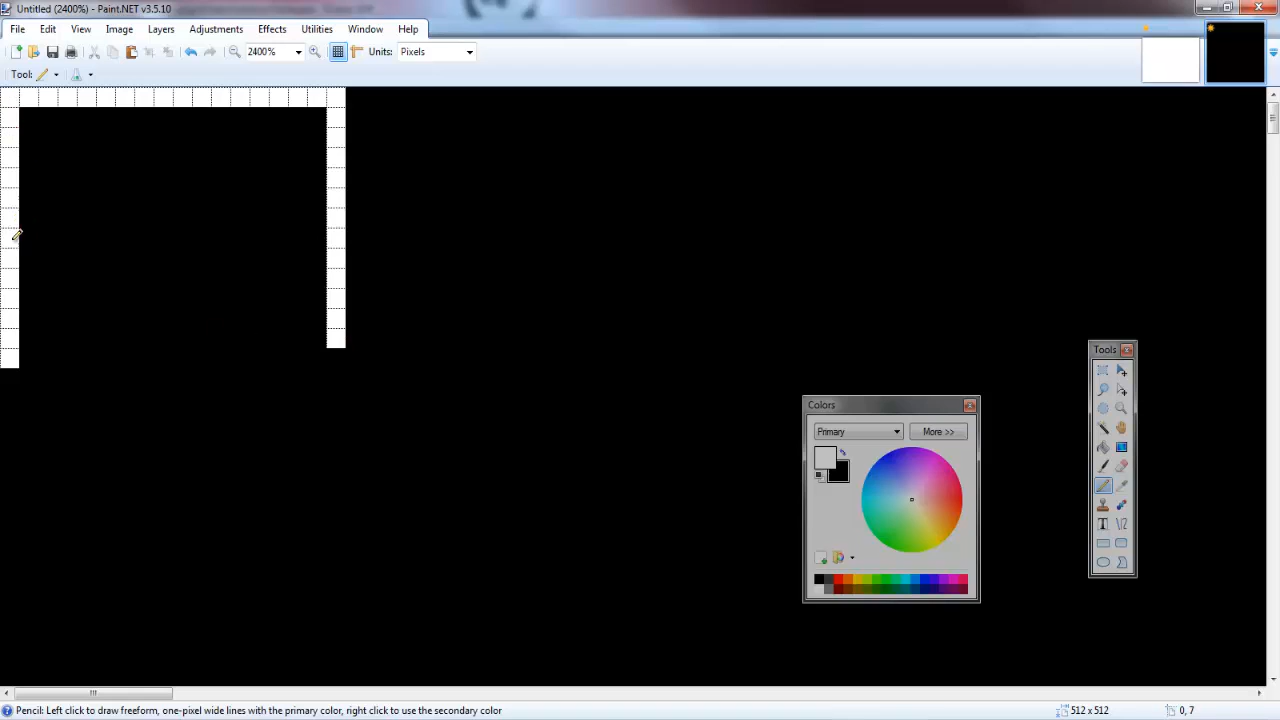 Untitled (2400%) - Paint.NET v3.5.10
File Edit View Image Layers Adjustments Effects Utilities Window Help
2400% Units: Pixels
Tool:
Tools
Colors
Primary More >>
T
Pencil: Left click to draw freeform, one-pixel wide lines with the primary color, right click to use the secondary color 512 x 512 0, 7